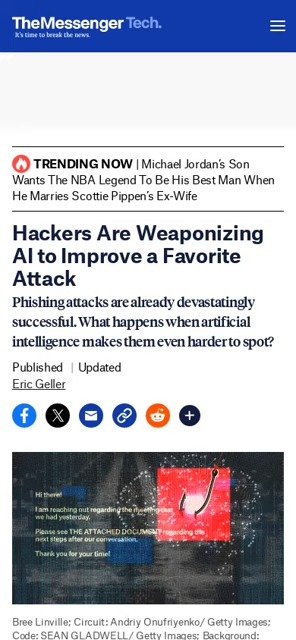 TheMessenger Tech.
It's time to break the news.
TRENDING NOW | Michael Jordan's Son
Wants The NBA Legend To Be His Best Man When
He Marries Scottie Pippen's Ex-Wife
Hackers Are Weaponizing
AI to Improve a Favorite
Attack
Phishing attacks are already devastatingly
successful. What happens when artificial
intelligence makes them even harder to spot?
Published | Updated
Eric Geller
Hi there!
I am reaching out regarding the meeting that
we had yesterday.
Please see THE ATTACHED DOCUMENT regarding the
next steps after our conversation.
Thank you for your time!
Bree Linville; Circuit: Andriy Onufriyenko/ Getty Images;
Code: SEAN GLADWELL/ Getty Images; Background: